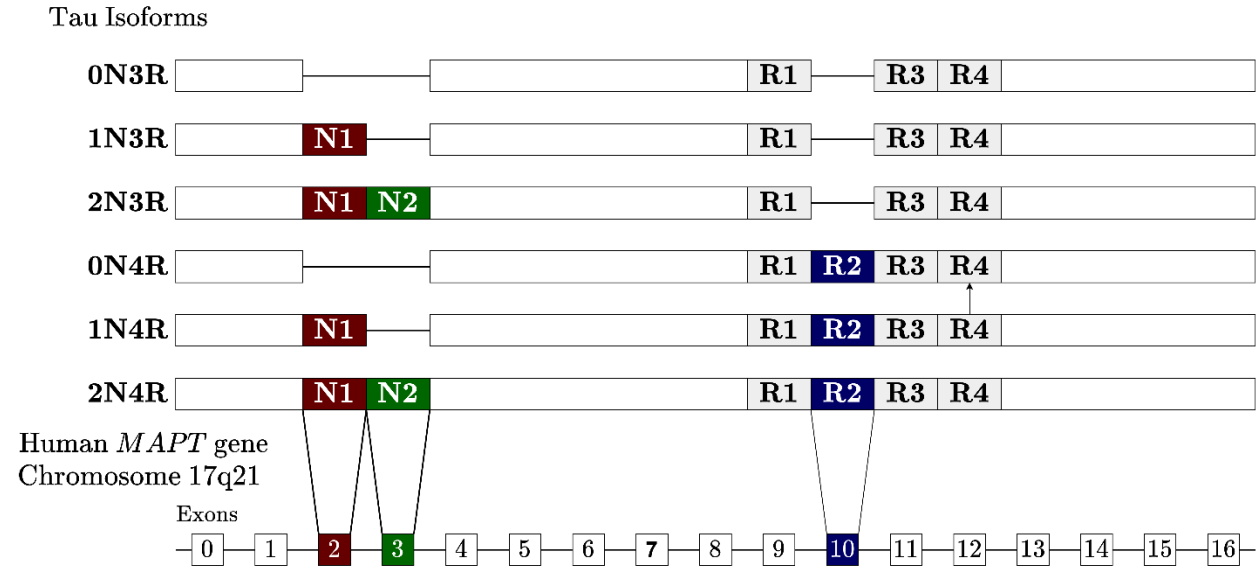 Tau Isoforms
0N3R R1 R3 R4
1N3R N1 R1 R3 R4
2N3R N1 N2 R1 R3 R4
0N4R R1 R2 R3 R4
1N4R N1 R1 R2 R3 R4
2N4R N1 N2 R1 R2 R3 R4
Human MAPT gene
Chromosome 17q21
Exons
0 1 2 3 4 5 6 7 8 9 10 11 12 13 14 15 16